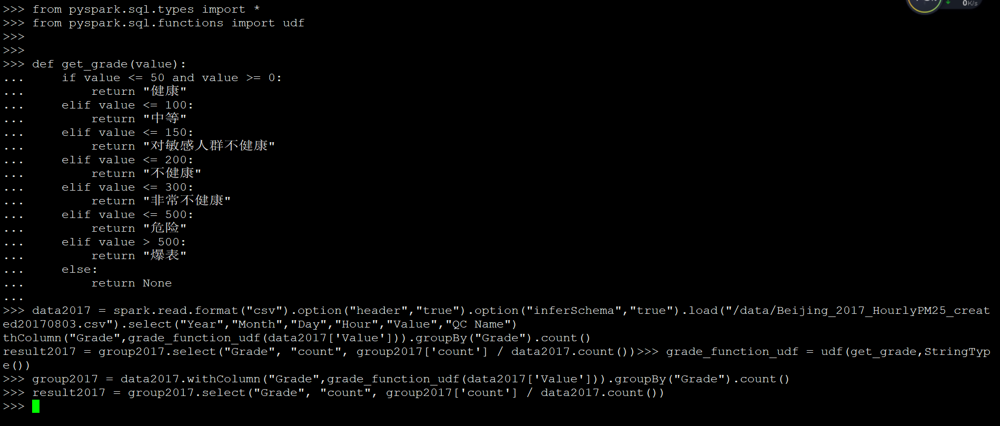 >>> from pyspark.sql.types import *
>>> from pyspark.sql.functions import udf
>>>
>>>
>>> def get_grade(value):
...     if value <= 50 and value >= 0:
...         return "健康"
...     elif value <= 100:
...         return "中等"
...     elif value <= 150:
...         return "对敏感人群不健康"
...     elif value <= 200:
...         return "不健康"
...     elif value <= 300:
...         return "非常不健康"
...     elif value <= 500:
...         return "危险"
...     elif value > 500:
...         return "爆表"
...     else:
...         return None
...
>>> data2017 = spark.read.format("csv").option("header","true").option("inferSchema","true").load("/data/Beijing_2017_HourlyPM25_creat
ed20170803.csv").select("Year","Month","Day","Hour","Value","QC Name")
thColumn("Grade",grade_function_udf(data2017['Value'])).groupBy("Grade").count()
result2017 = group2017.select("Grade", "count", group2017['count'] / data2017.count())>>> grade_function_udf = udf(get_grade,StringTyp
e())
>>> group2017 = data2017.withColumn("Grade",grade_function_udf(data2017['Value'])).groupBy("Grade").count()
>>> result2017 = group2017.select("Grade", "count", group2017['count'] / data2017.count())
>>>
0K/s